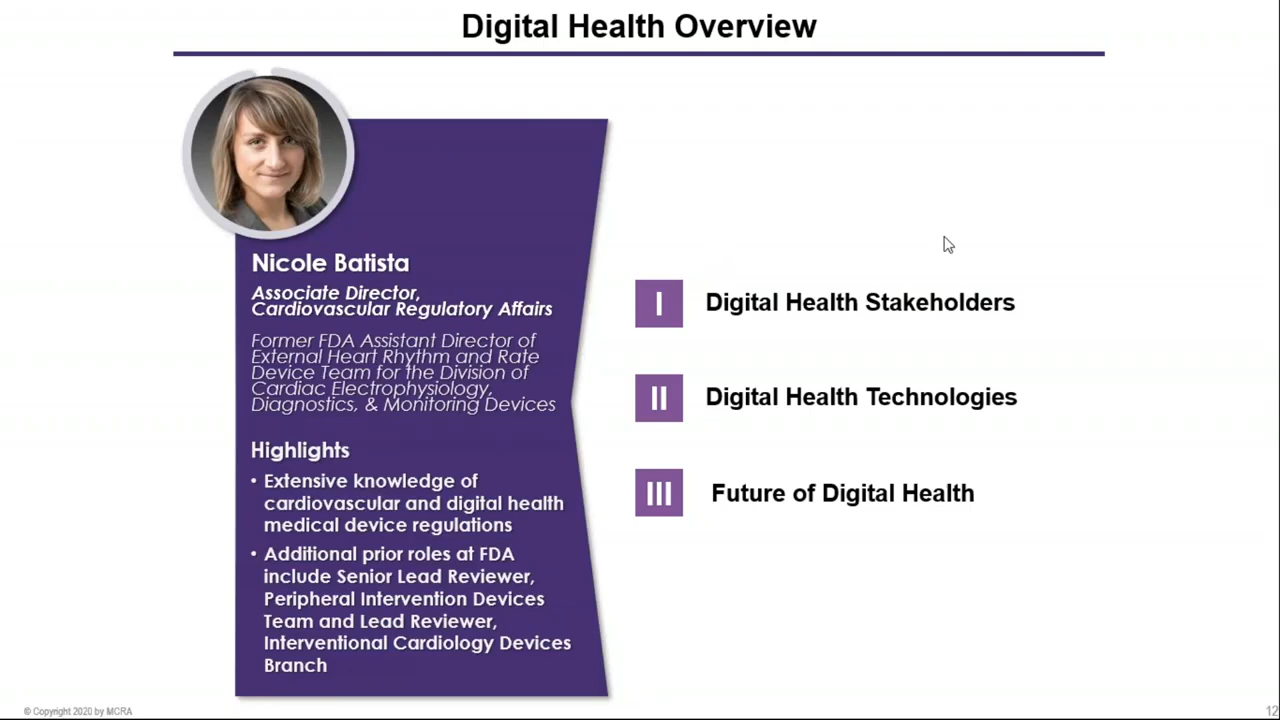 Digital Health Overview
Nicole Batista
Associate Director,
Cardiovascular Regulatory Affairs
Former FDA Assistant Director of
External Heart Rhythm and Rate
Device Team for the Division of
Cardiac Electrophysiology,
Diagnostics, & Monitoring Devices
Highlights
• Extensive knowledge of
cardiovascular and digital health
medical device regulations
• Additional prior roles at FDA
include Senior Lead Reviewer,
Peripheral Intervention Devices
Team and Lead Reviewer,
Interventional Cardiology Devices
Branch
I Digital Health Stakeholders
II Digital Health Technologies
III Future of Digital Health
© Copyright 2020 by MCRA
12